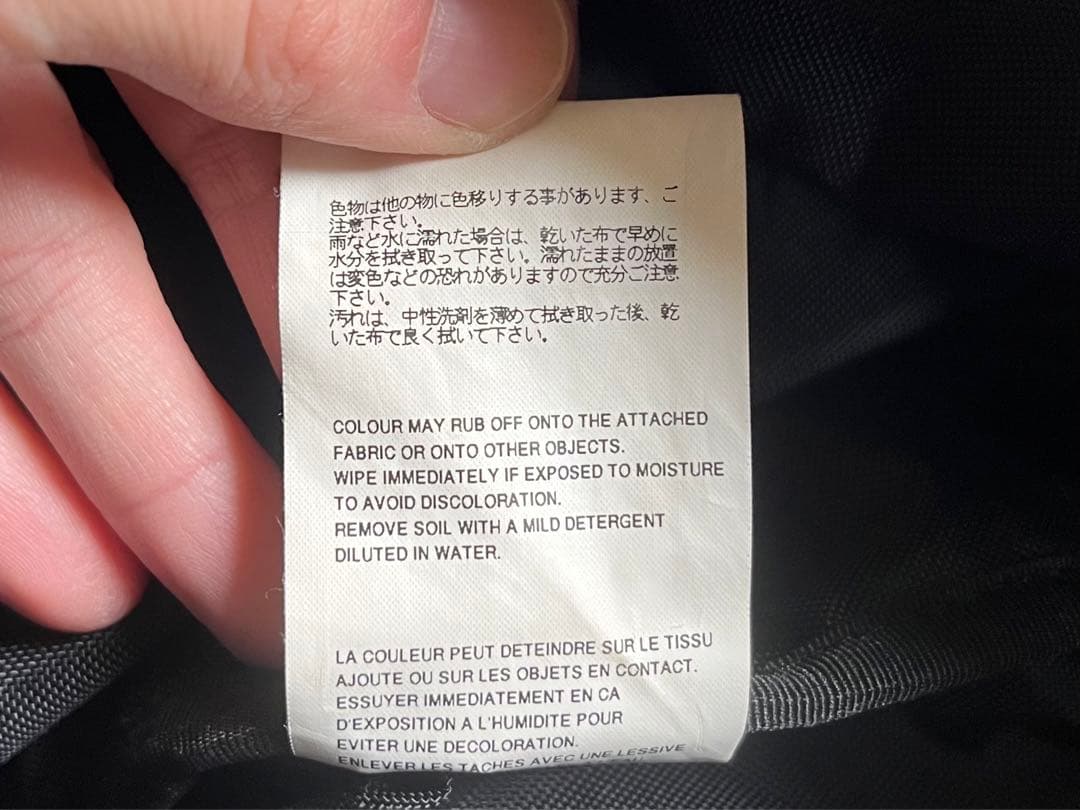 色物は他の物に色移りする事があります、ご
注意下さい。
雨など水に濡れた場合は、乾いた布で早めに
水分を拭き取って下さい。濡れたままの放置
は変色などの恐れがありますので充分ご注意
下さい。
汚れは、中性洗剤を薄めて拭き取った後、乾
いた布で良く拭いて下さい。
COLOUR MAY RUB OFF ONTO THE ATTACHED
FABRIC OR ONTO OTHER OBJECTS.
WIPE IMMEDIATELY IF EXPOSED TO MOISTURE
TO AVOID DISCOLORATION.
REMOVE SOIL WITH A MILD DETERGENT
DILUTED IN WATER.
LA COULEUR PEUT DETEINDRE SUR LE TISSU
AJOUTE OU SUR LES OBJETS EN CONTACT.
ESSUYER IMMEDIATEMENT EN CA
D'EXPOSITION A L'HUMIDITE POUR
EVITER UNE DECOLORATION.
ENLEVER LES TACHES AVEC UNE LESSIVE